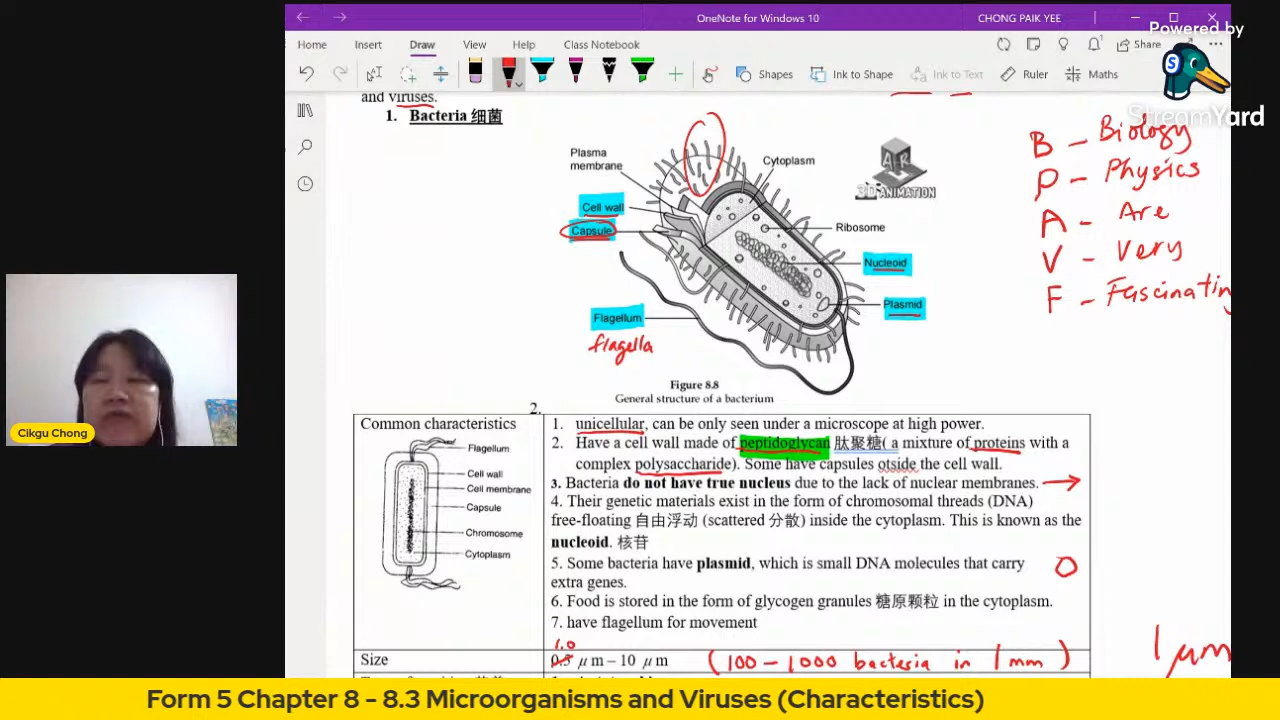 OneNote for Windows 10
CHONG PAIK YEE
Powered by
StreamYard
Home Insert Draw View Help Class Notebook
Share
Shapes Ink to Shape Ink to Text Ruler Maths
and viruses.
1. Bacteria 细菌
Plasma membrane
Cytoplasm
Cell wall
Capsule
Ribosome
Nucleoid
Plasmid
Flagellum
flagella
3D ANIMATION
Figure 8.8
General structure of a bacterium
B - Biology
P - Physics
A - Are
V - Very
F - Fascinating
2.
Common characteristics
Flagellum
Cell wall
Cell membrane
Capsule
Chromosome
Cytoplasm
1. unicellular, can be only seen under a microscope at high power.
2. Have a cell wall made of peptidoglycan 肽聚糖( a mixture of proteins with a
complex polysaccharide). Some have capsules otside the cell wall.
3. Bacteria do not have true nucleus due to the lack of nuclear membranes.
4. Their genetic materials exist in the form of chromosomal threads (DNA)
free-floating 自由浮动 (scattered 分散) inside the cytoplasm. This is known as the
nucleoid. 核苷
5. Some bacteria have plasmid, which is small DNA molecules that carry
extra genes.
6. Food is stored in the form of glycogen granules 糖原颗粒 in the cytoplasm.
7. have flagellum for movement
Size
1.0
0.5 μm – 10 μm (100 - 1000 bacteria in 1 mm)
1 μm
Cikgu Chong
Form 5 Chapter 8 - 8.3 Microorganisms and Viruses (Characteristics)